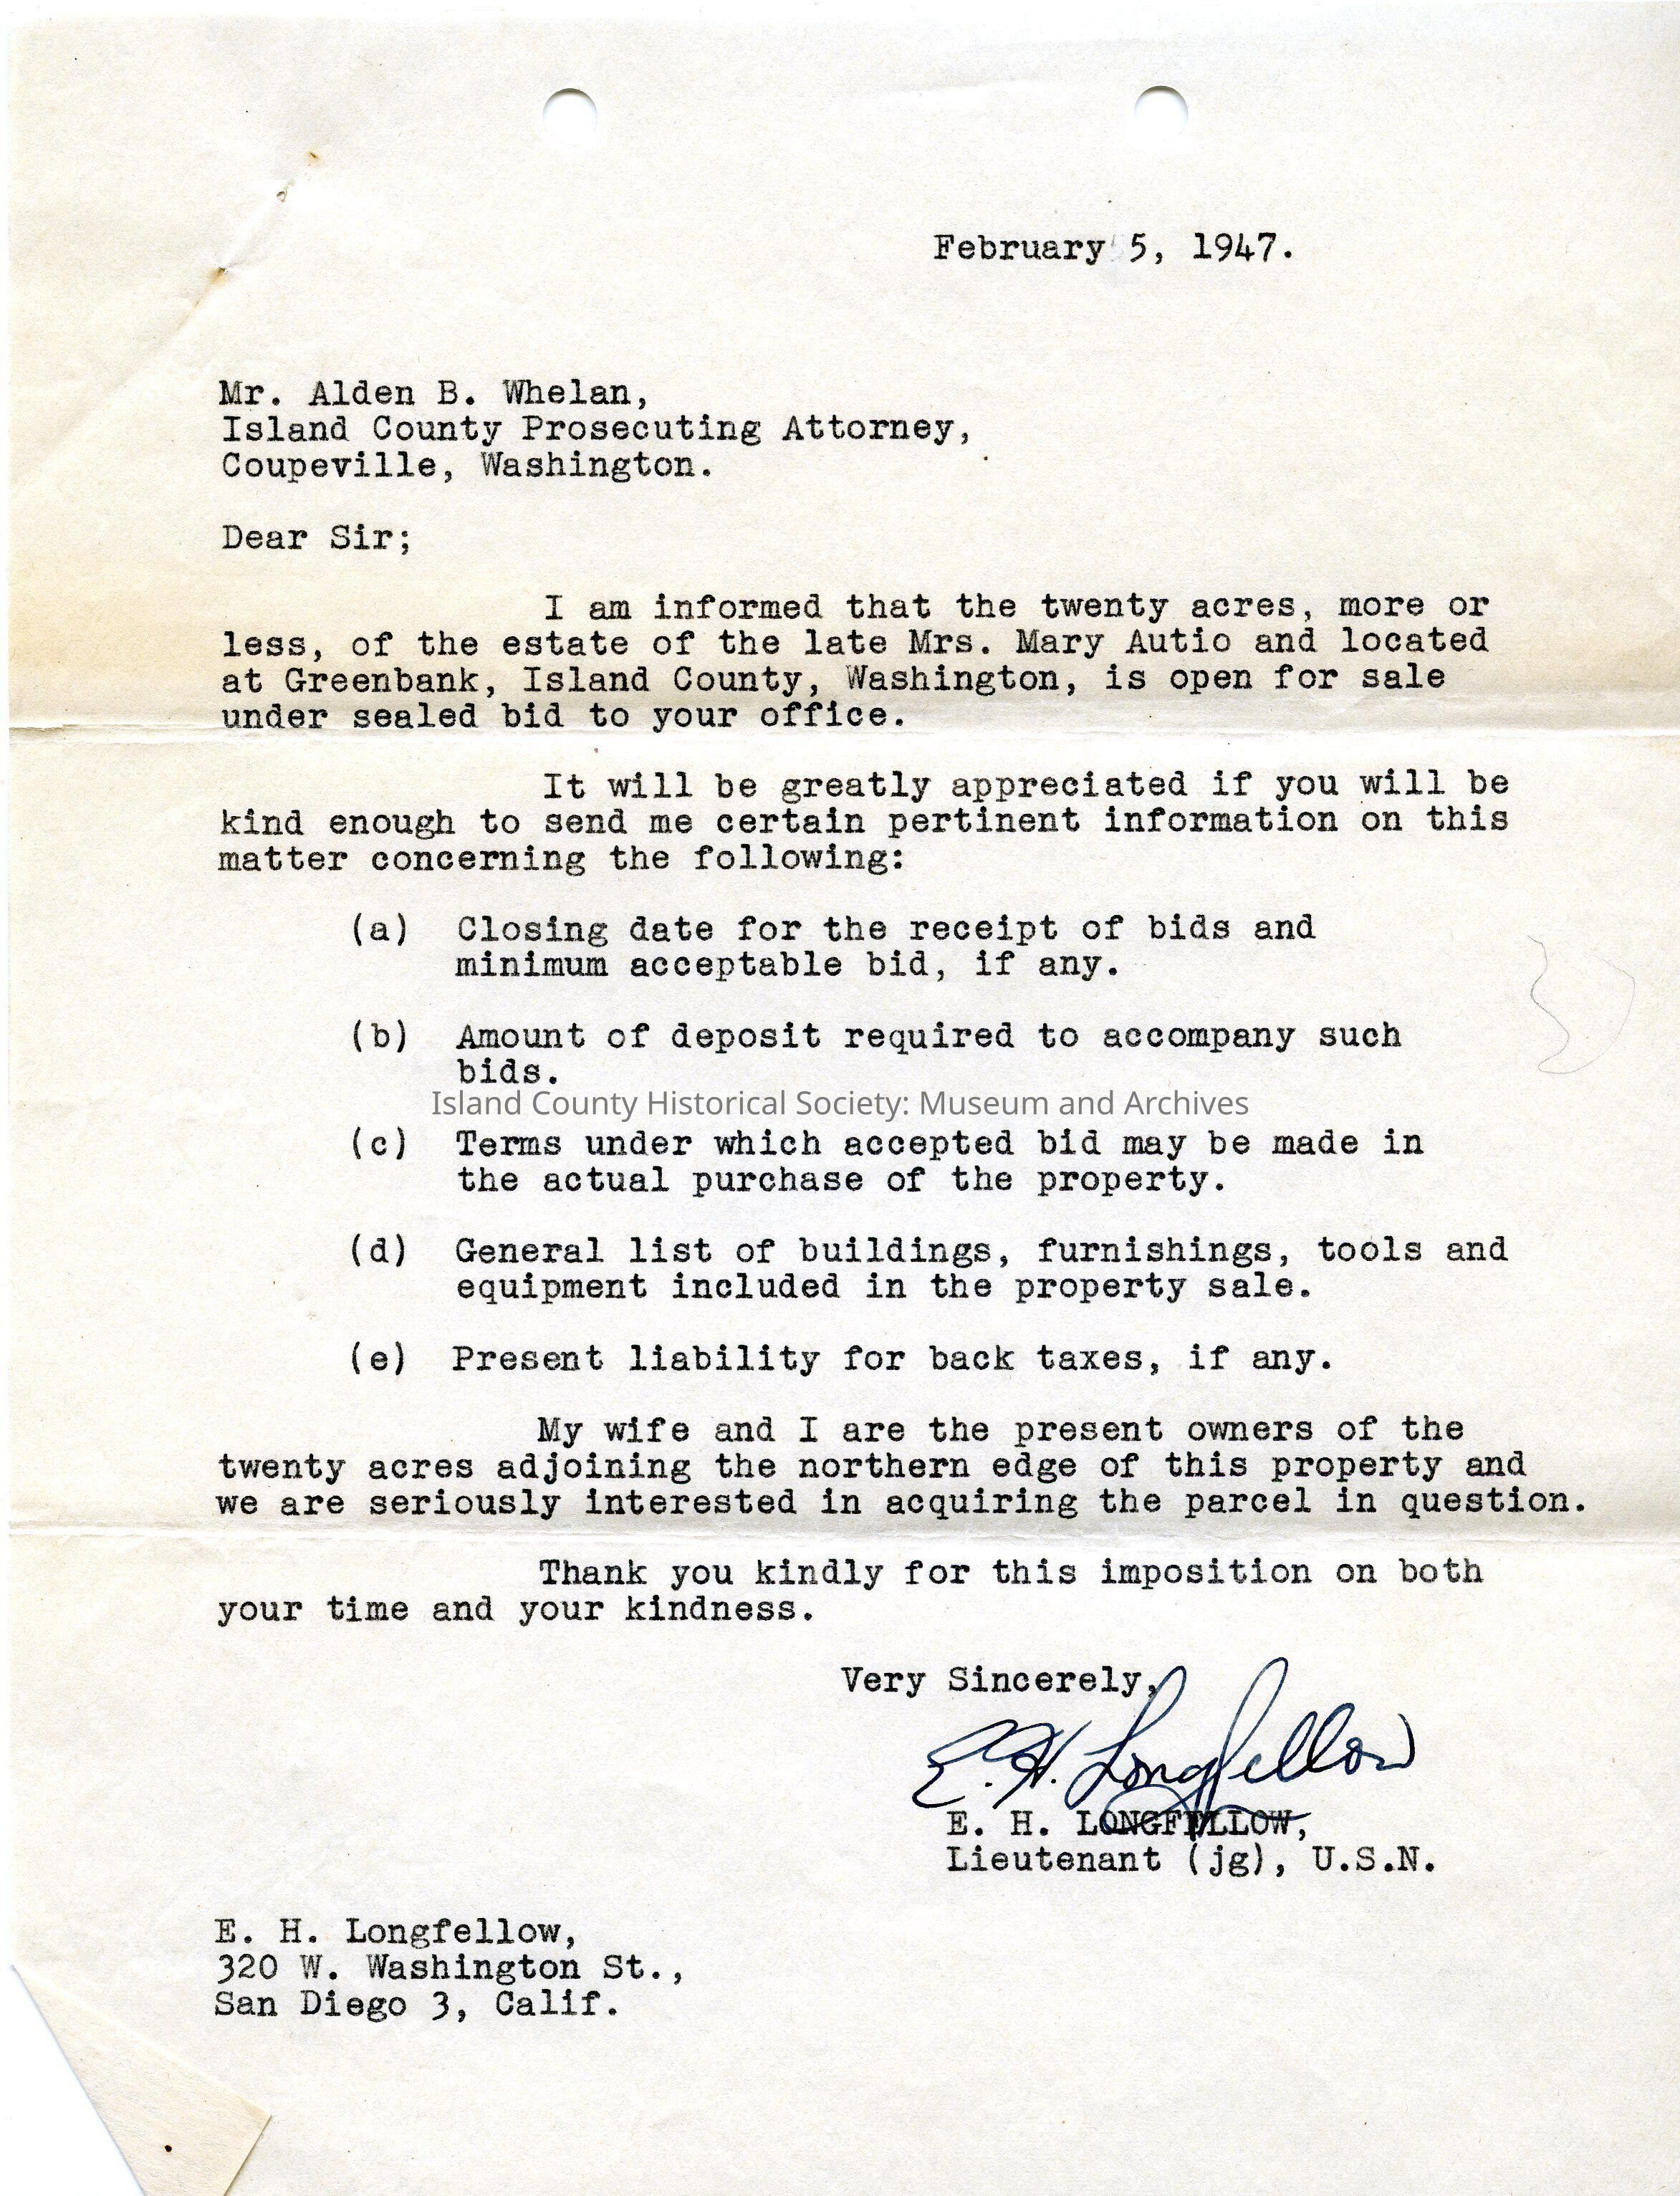 February 5, 1947.
Mr. Alden B. Whelan,
Island County Prosecuting Attorney,
Coupeville, Washington.
Dear Sir;
I am informed that the twenty acres, more or
less, of the estate of the late Mrs. Mary Autio and located
at Greenbank, Island County, Washington, is open for sale
under sealed bid to your office.
It will be greatly appreciated if you will be
kind enough to send me certain pertinent information on this
matter concerning the following:
(a) Closing date for the receipt of bids and
minimum acceptable bid, if any.
(b) Amount of deposit required to accompany such
bids.
Island County Historical Society: Museum and Archives
(c) Terms under which accepted bid may be made in
the actual purchase of the property.
(d) General list of buildings, furnishings, tools and
equipment included in the property sale.
(e) Present liability for back taxes, if any.
My wife and I are the present owners of the
twenty acres adjoining the northern edge of this property and
we are seriously interested in acquiring the parcel in question.
Thank you kindly for this imposition on both
your time and your kindness.
Very Sincerely,
E. H. Longfellow
E. H. LONGFELLOW,
Lieutenant (jg), U.S.N.
E. H. Longfellow,
320 W. Washington St.,
San Diego 3, Calif.